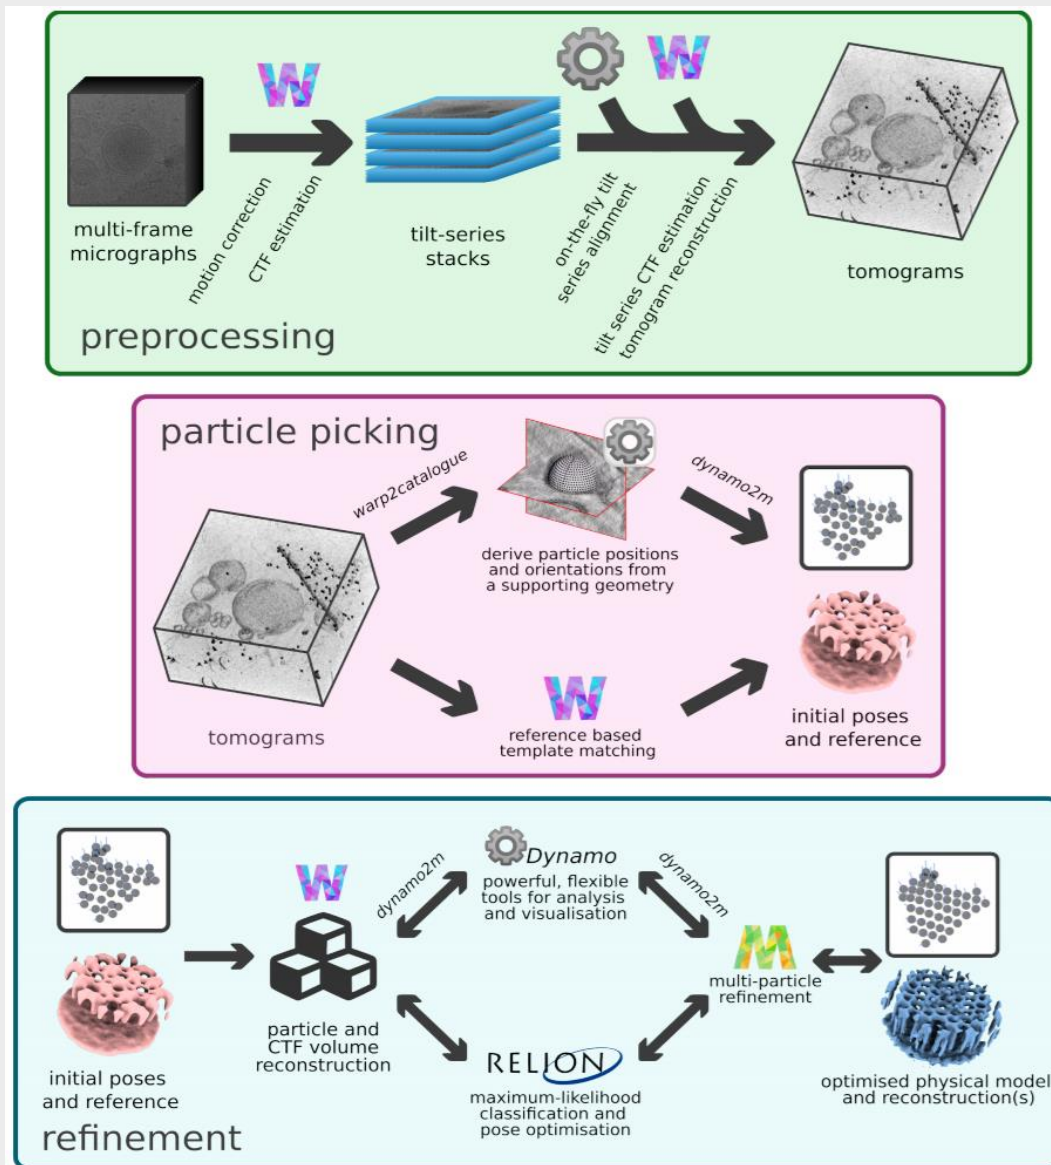 W
W
multi-frame
micrographs
motion correction
CTF estimation
tilt-series
stacks
on-the-fly tilt
series alignment
tilt series CTF estimation
tomogram reconstruction
tomograms
preprocessing
particle picking
warp2catalogue
dynamo2m
derive particle positions
and orientations from
a supporting geometry
tomograms
W
reference based
template matching
initial poses
and reference
initial poses
and reference
W
particle and
CTF volume
reconstruction
dynamo2m
Dynamo
powerful, flexible
tools for analysis
and visualisation
dynamo2m
RELION
maximum-likelihood
classification and
pose optimisation
M
multi-particle
refinement
optimised physical model
and reconstruction(s)
refinement